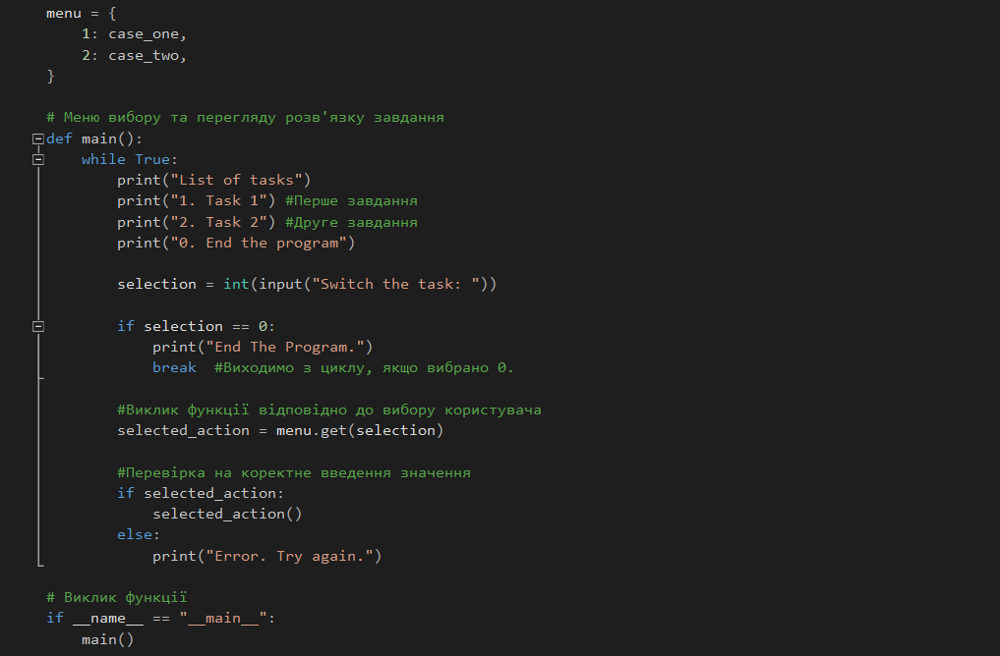 menu = {
    1: case_one,
    2: case_two,
}
# Меню вибору та перегляду розв'язку завдання
def main():
    while True:
        print("List of tasks")
        print("1. Task 1") #Перше завдання
        print("2. Task 2") #Друге завдання
        print("0. End the program")
        selection = int(input("Switch the task: "))
        if selection == 0:
            print("End The Program.")
            break  #Виходимо з циклу, якщо вибрано 0.
        #Виклик функції відповідно до вибору користувача
        selected_action = menu.get(selection)
        #Перевірка на коректне введення значення
        if selected_action:
            selected_action()
        else:
            print("Error. Try again.")
# Виклик функції
if __name__ == "__main__":
    main()